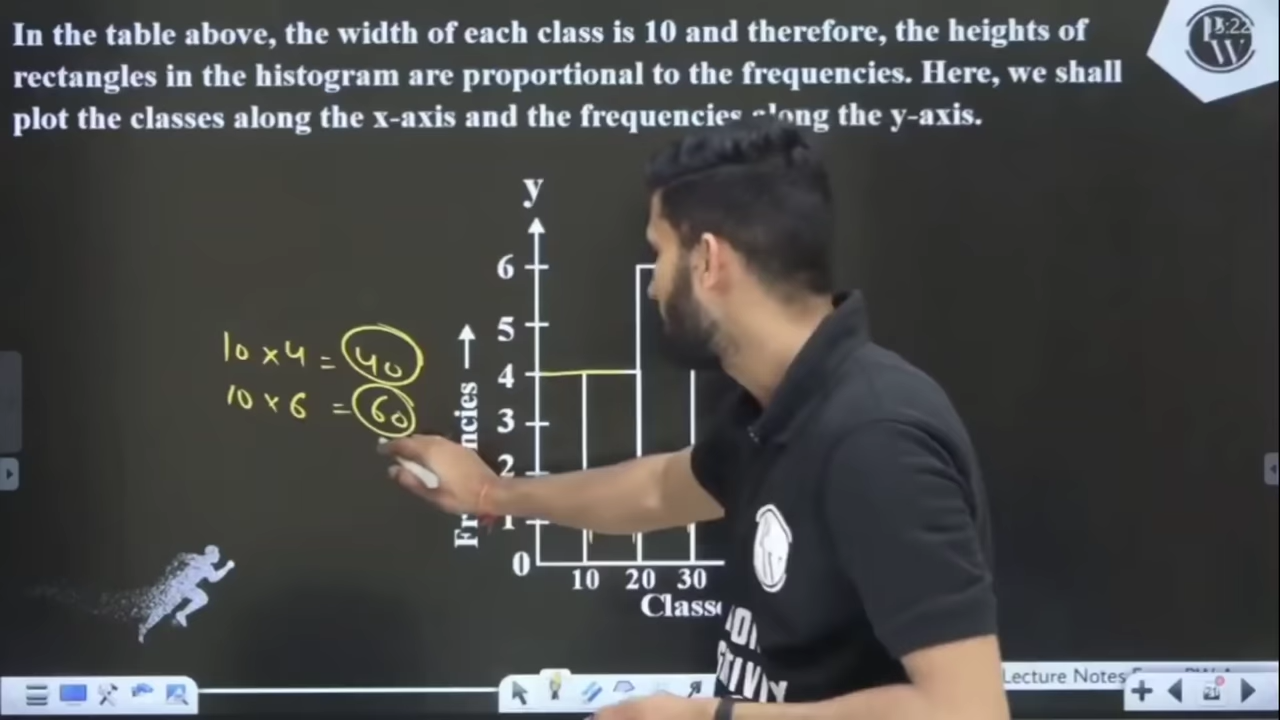 In the table above, the width of each class is 10 and therefore, the heights of
rectangles in the histogram are proportional to the frequencies. Here, we shall
plot the classes along the x-axis and the frequencies along the y-axis.
y
6
5
4
3
2
1
0
10 × 4 = 40
10 × 6 = 60
10 20 30
Classe
Lecture Notes